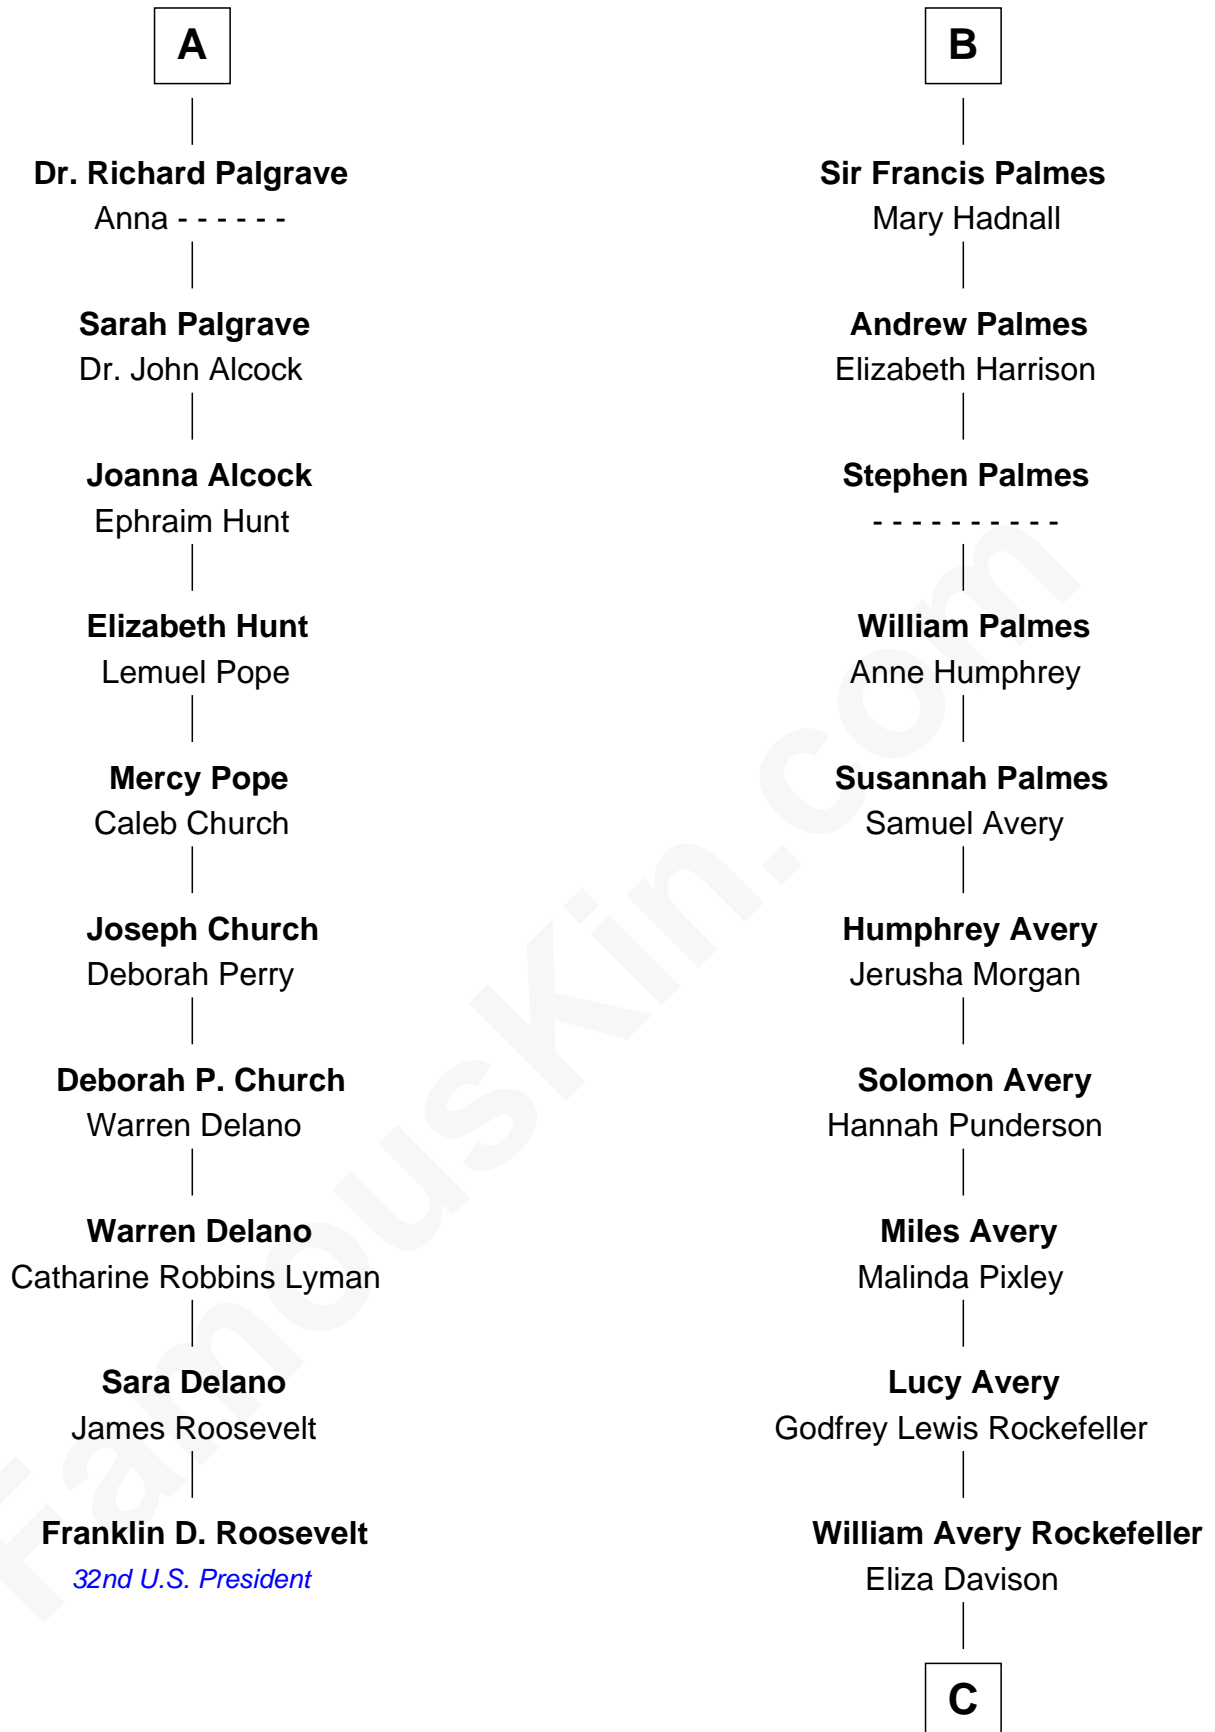 A
Dr. Richard Palgrave
Anna - - - - - -
Sarah Palgrave
Dr. John Alcock
Joanna Alcock
Ephraim Hunt
Elizabeth Hunt
Lemuel Pope
Mercy Pope
Caleb Church
Joseph Church
Deborah Perry
Deborah P. Church
Warren Delano
Warren Delano
Catharine Robbins Lyman
Sara Delano
James Roosevelt
Franklin D. Roosevelt
32nd U.S. President
B
Sir Francis Palmes
Mary Hadnall
Andrew Palmes
Elizabeth Harrison
Stephen Palmes
- - - - - - - - - -
William Palmes
Anne Humphrey
Susannah Palmes
Samuel Avery
Humphrey Avery
Jerusha Morgan
Solomon Avery
Hannah Punderson
Miles Avery
Malinda Pixley
Lucy Avery
Godfrey Lewis Rockefeller
William Avery Rockefeller
Eliza Davison
C
FamousKin.com